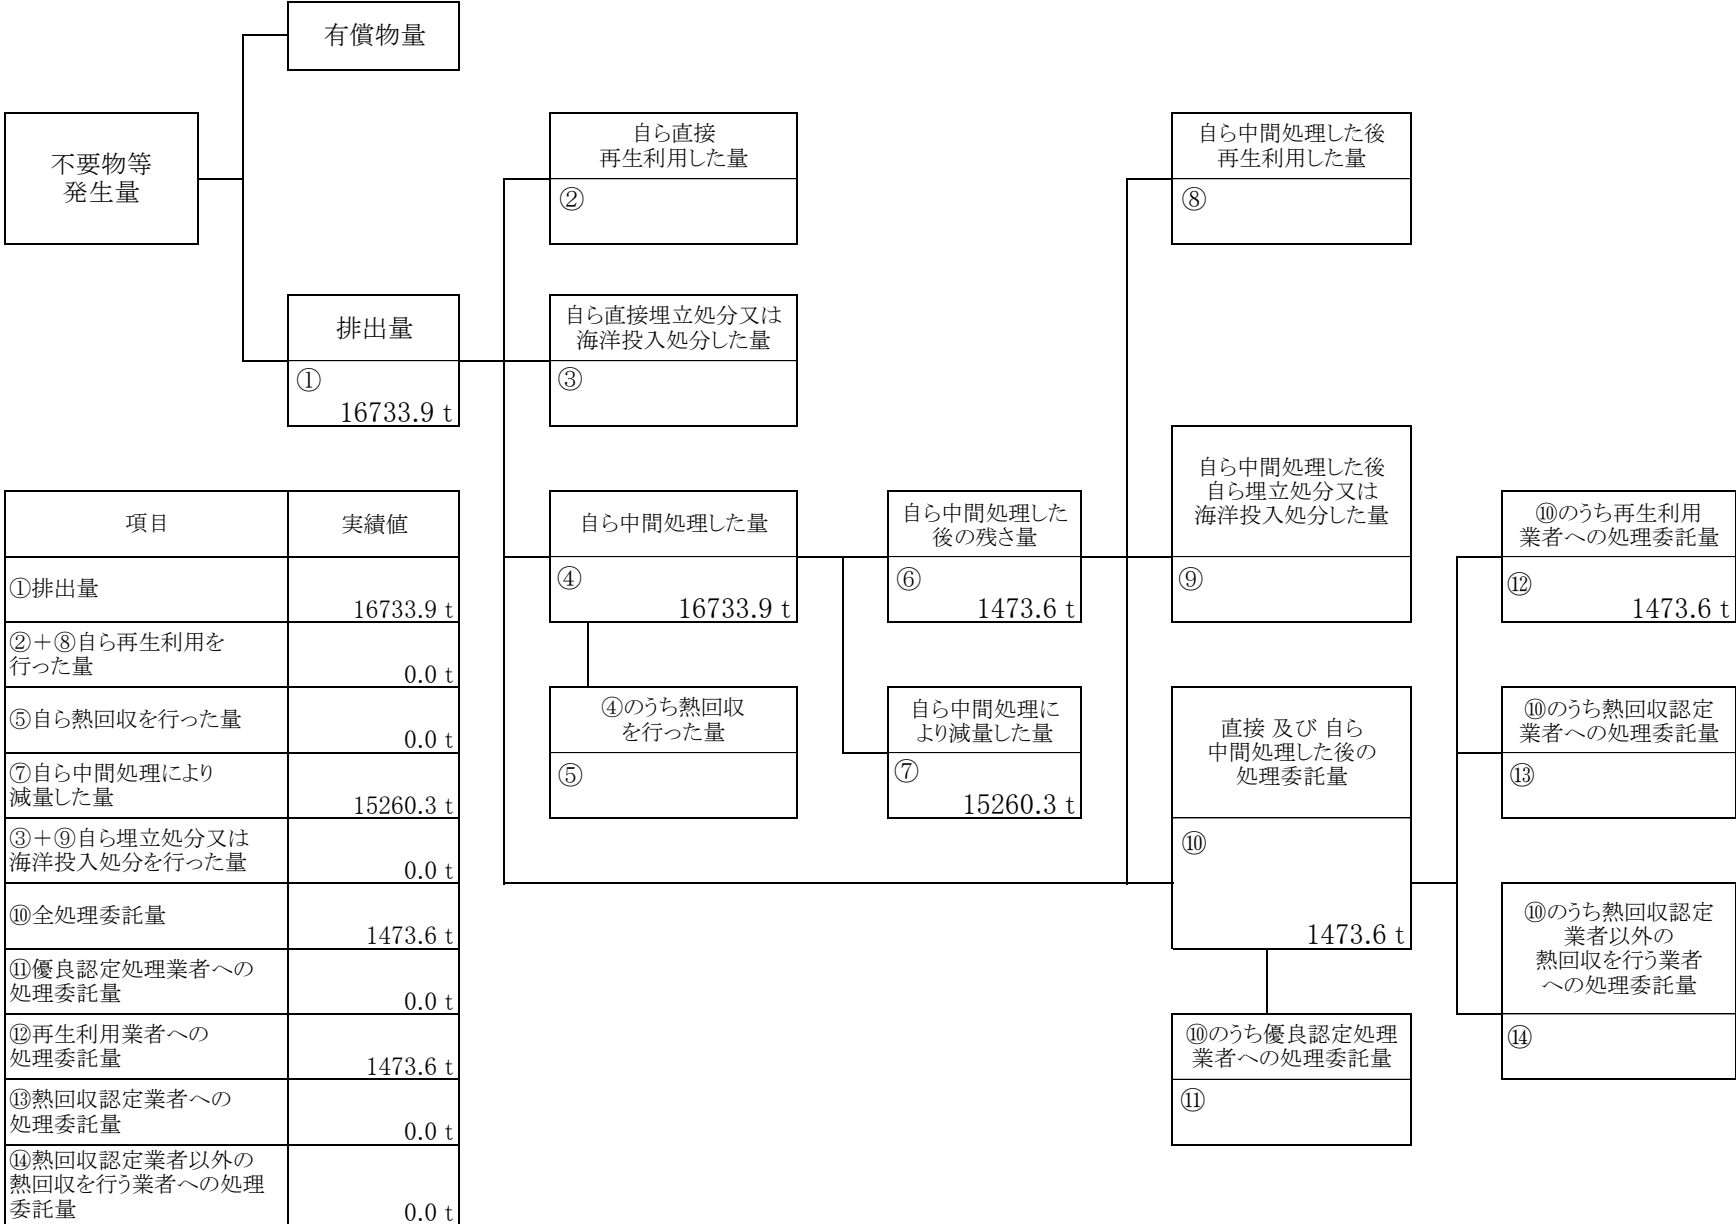 有償物量
不要物等
発生量
排出量
①
16733.9 t
自ら直接
再生利用した量
②
自ら直接埋立処分又は
海洋投入処分した量
③
自ら中間処理した量
④
16733.9 t
④のうち熱回収
を行った量
⑤
自ら中間処理した
後の残さ量
⑥
1473.6 t
自ら中間処理に
より減量した量
⑦
15260.3 t
自ら中間処理した後
再生利用した量
⑧
自ら中間処理した後
自ら埋立処分又は
海洋投入処分した量
⑨
直接 及び 自ら
中間処理した後の
処理委託量
⑩
1473.6 t
⑩のうち優良認定処理
業者への処理委託量
⑪
⑩のうち再生利用
業者への処理委託量
⑫
1473.6 t
⑩のうち熱回収認定
業者への処理委託量
⑬
⑩のうち熱回収認定
業者以外の
熱回収を行う業者
への処理委託量
⑭
項目 実績値
①排出量
16733.9 t
②＋⑧自ら再生利用を
行った量
0.0 t
⑤自ら熱回収を行った量
0.0 t
⑦自ら中間処理により
減量した量
15260.3 t
③＋⑨自ら埋立処分又は
海洋投入処分を行った量
0.0 t
⑩全処理委託量
1473.6 t
⑪優良認定処理業者への
処理委託量
0.0 t
⑫再生利用業者への
処理委託量
1473.6 t
⑬熱回収認定業者への
処理委託量
0.0 t
⑭熱回収認定業者以外の
熱回収を行う業者への処理
委託量
0.0 t